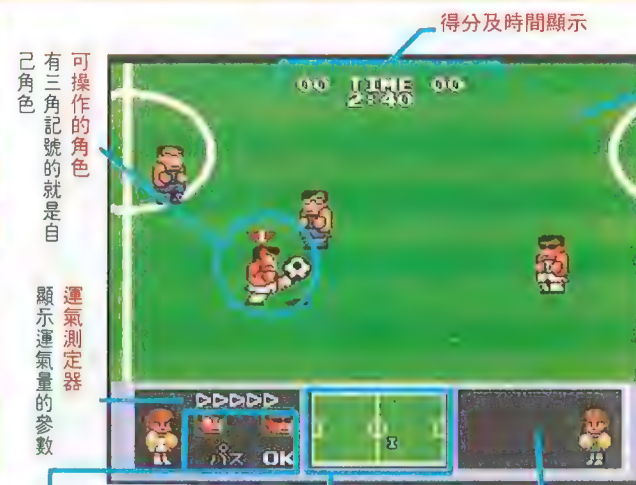 得分及時間顯示
可操作的角色
有三角記號的就是自
己角色
00 TIME 00
2:40
運氣測定器
顯示運氣量的參數
パス OK